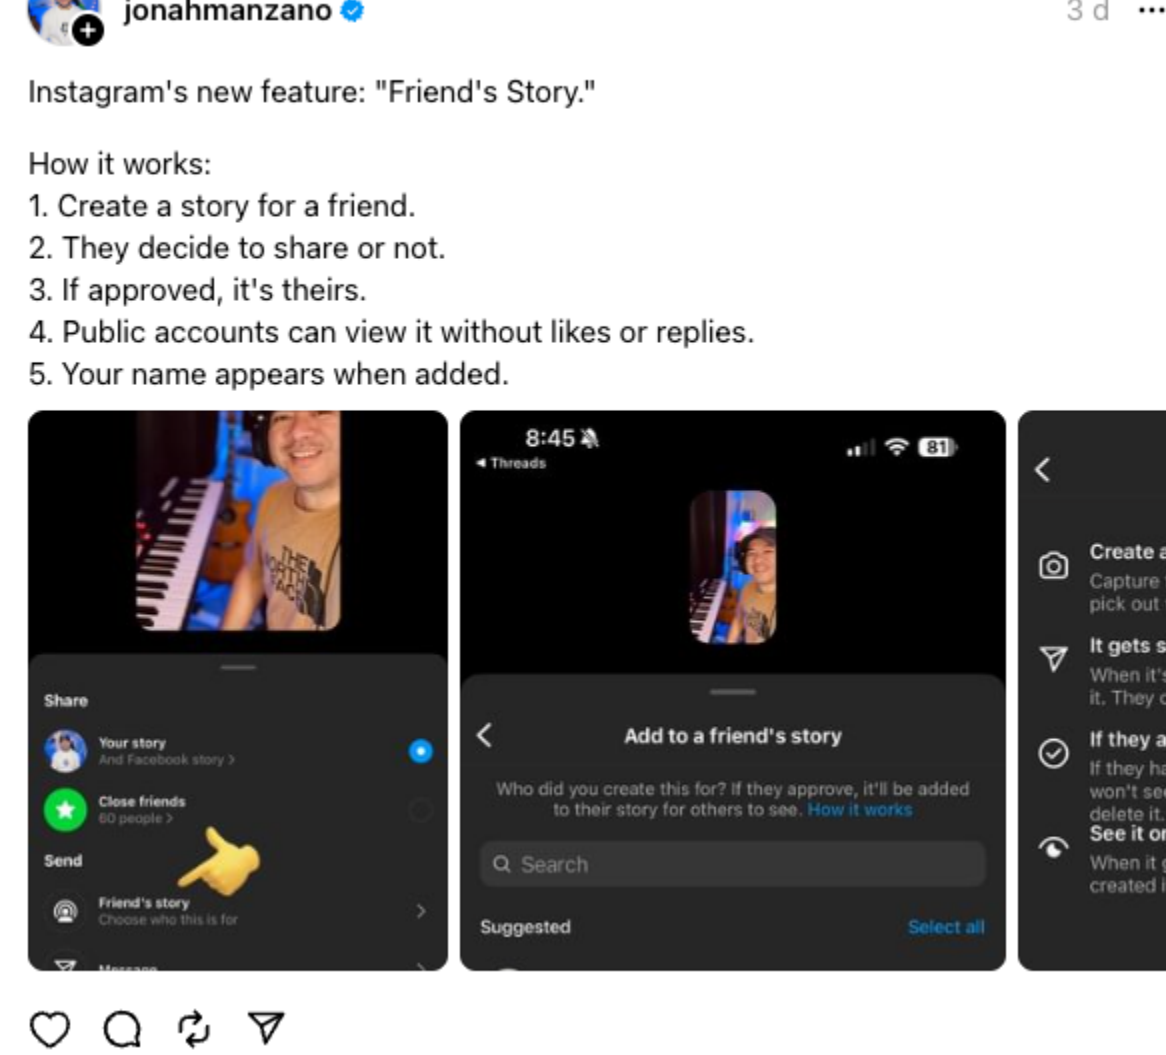 jonahmanzano
3 d
Instagram's new feature: "Friend's Story."
How it works:
1. Create a story for a friend.
2. They decide to share or not.
3. If approved, it's theirs.
4. Public accounts can view it without likes or replies.
5. Your name appears when added.
THE
NORTH
FACE
Share
Your story
And Facebook story >
Close friends
60 people >
Send
Friend's story
Choose who this is for
Message
8:45
81
Threads
Add to a friend's story
Who did you create this for? If they approve, it'll be added
to their story for others to see. How it works
Search
Suggested
Select all
Create a
Capture
pick out
It gets s
When it's
it. They
If they a
If they ha
won't see
delete it.
See it or
When it g
created i